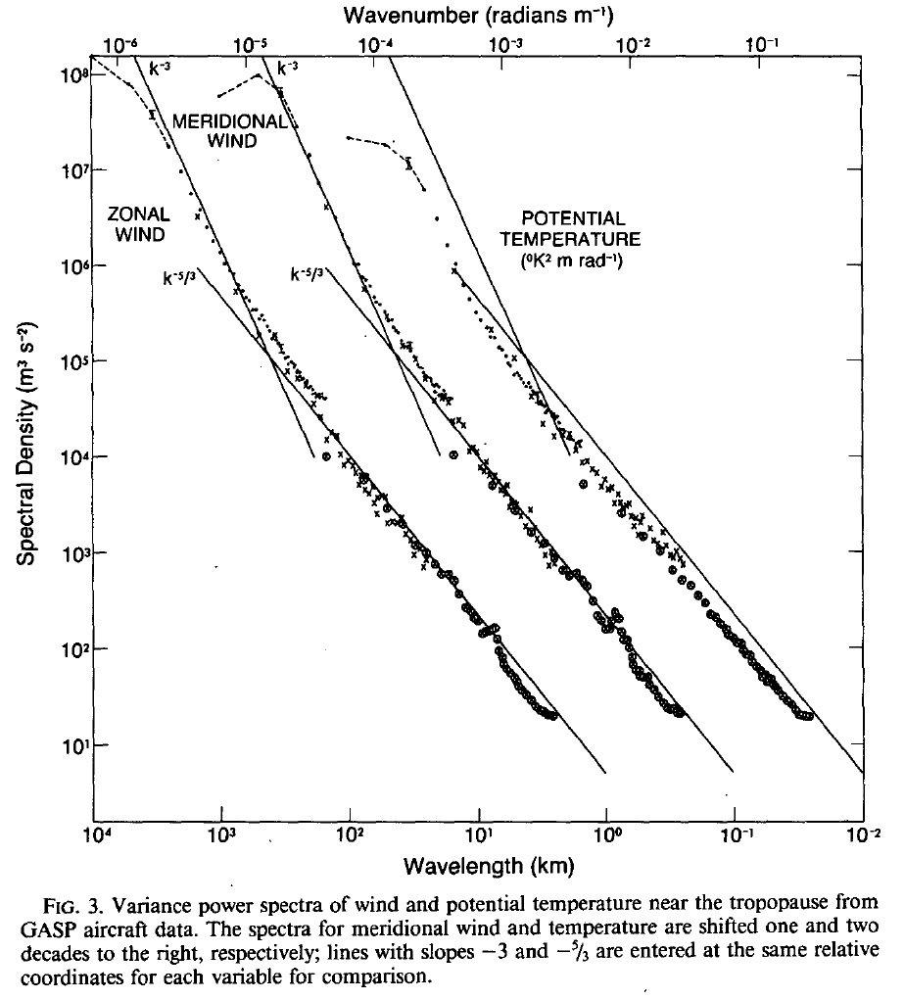 Wavenumber (radians m⁻¹)
10⁻⁶ 10⁻⁵ 10⁻⁴ 10⁻³ 10⁻² 10⁻¹
10⁸
k⁻³
k⁻³
MERIDIONAL
WIND
10⁷
ZONAL
WIND
POTENTIAL
TEMPERATURE
(⁰K² m rad⁻¹)
10⁶
k⁻⁵/³
k⁻⁵/³
10⁵
10⁴
10³
10²
10¹
Spectral Density (m³ s⁻²)
10⁴ 10³ 10² 10¹ 10⁰ 10⁻¹ 10⁻²
Wavelength (km)
FIG. 3. Variance power spectra of wind and potential temperature near the tropopause from
GASP aircraft data. The spectra for meridional wind and temperature are shifted one and two
decades to the right, respectively; lines with slopes −3 and −⁵/₃ are entered at the same relative
coordinates for each variable for comparison.